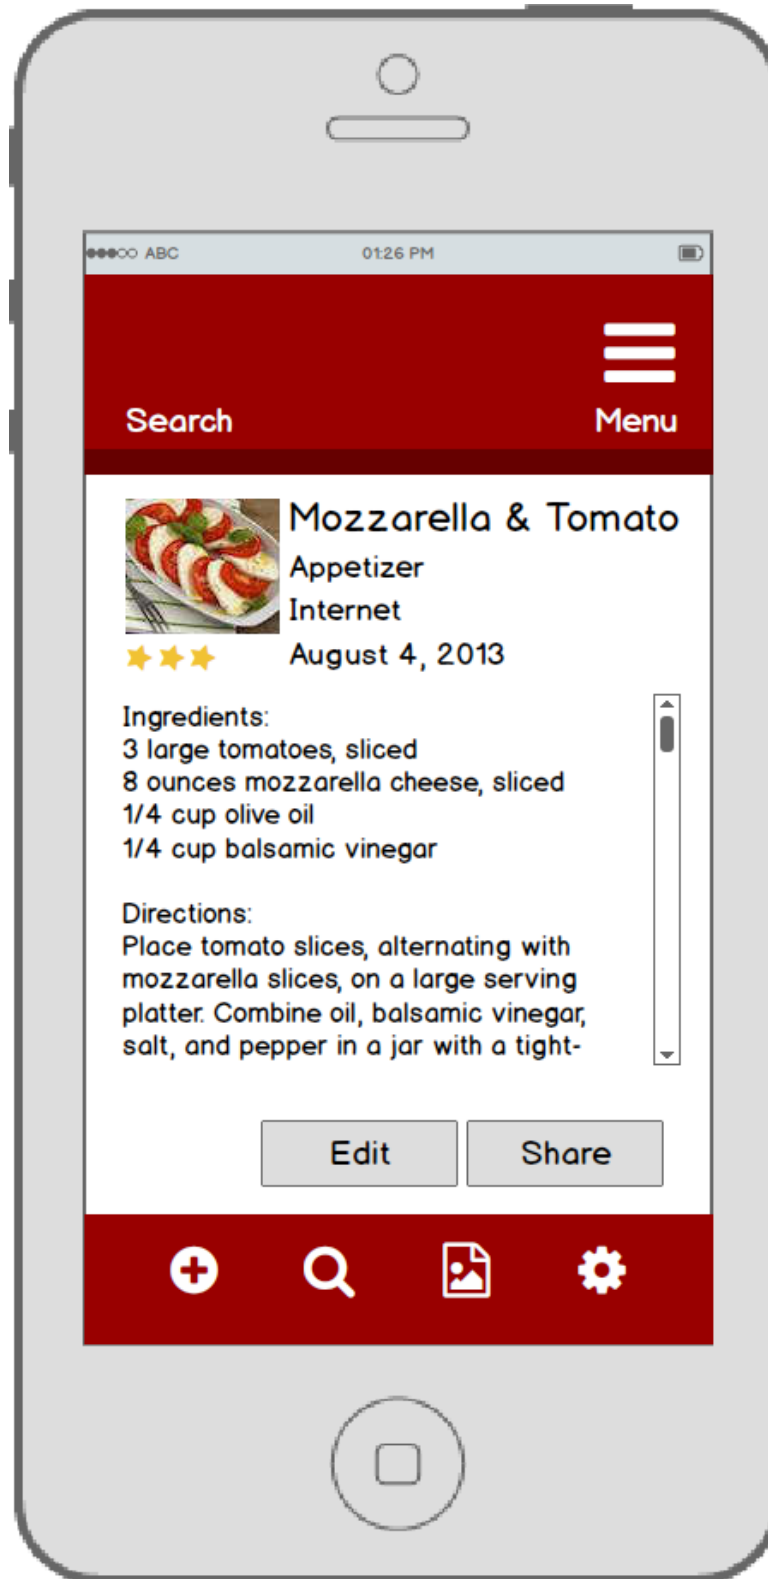 ABC 01:26 PM
Search Menu
Mozzarella & Tomato
Appetizer
Internet
August 4, 2013
Ingredients:
3 large tomatoes, sliced
8 ounces mozzarella cheese, sliced
1/4 cup olive oil
1/4 cup balsamic vinegar
Directions:
Place tomato slices, alternating with
mozzarella slices, on a large serving
platter. Combine oil, balsamic vinegar,
salt, and pepper in a jar with a tight-
Edit Share